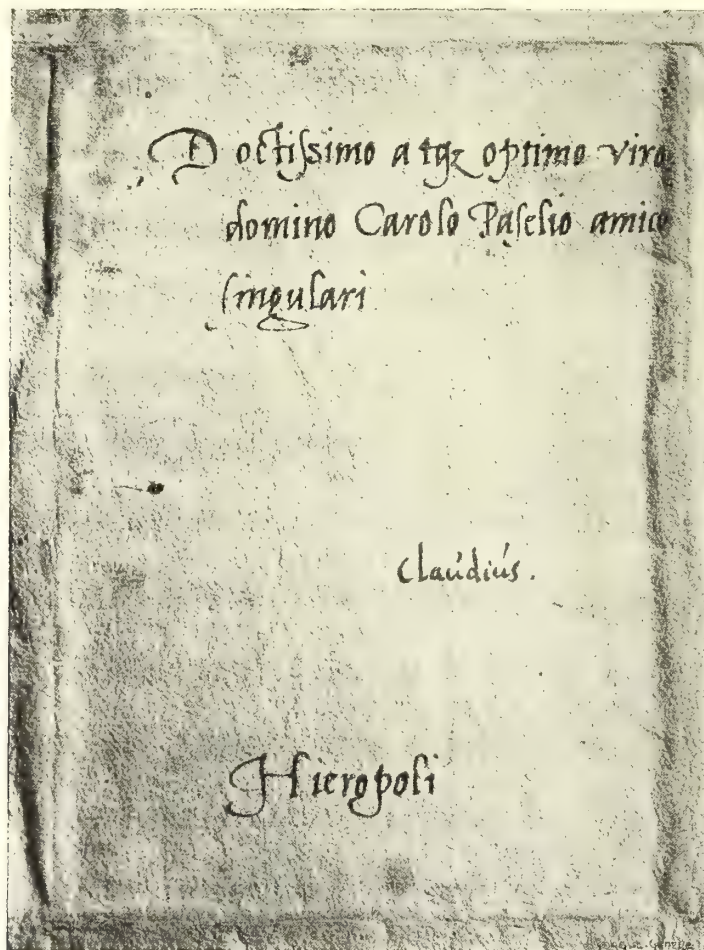 Doctissimo atqz optimo viro
domino Carolo Paselio amico
singulari
Claudius.
Hieropoli